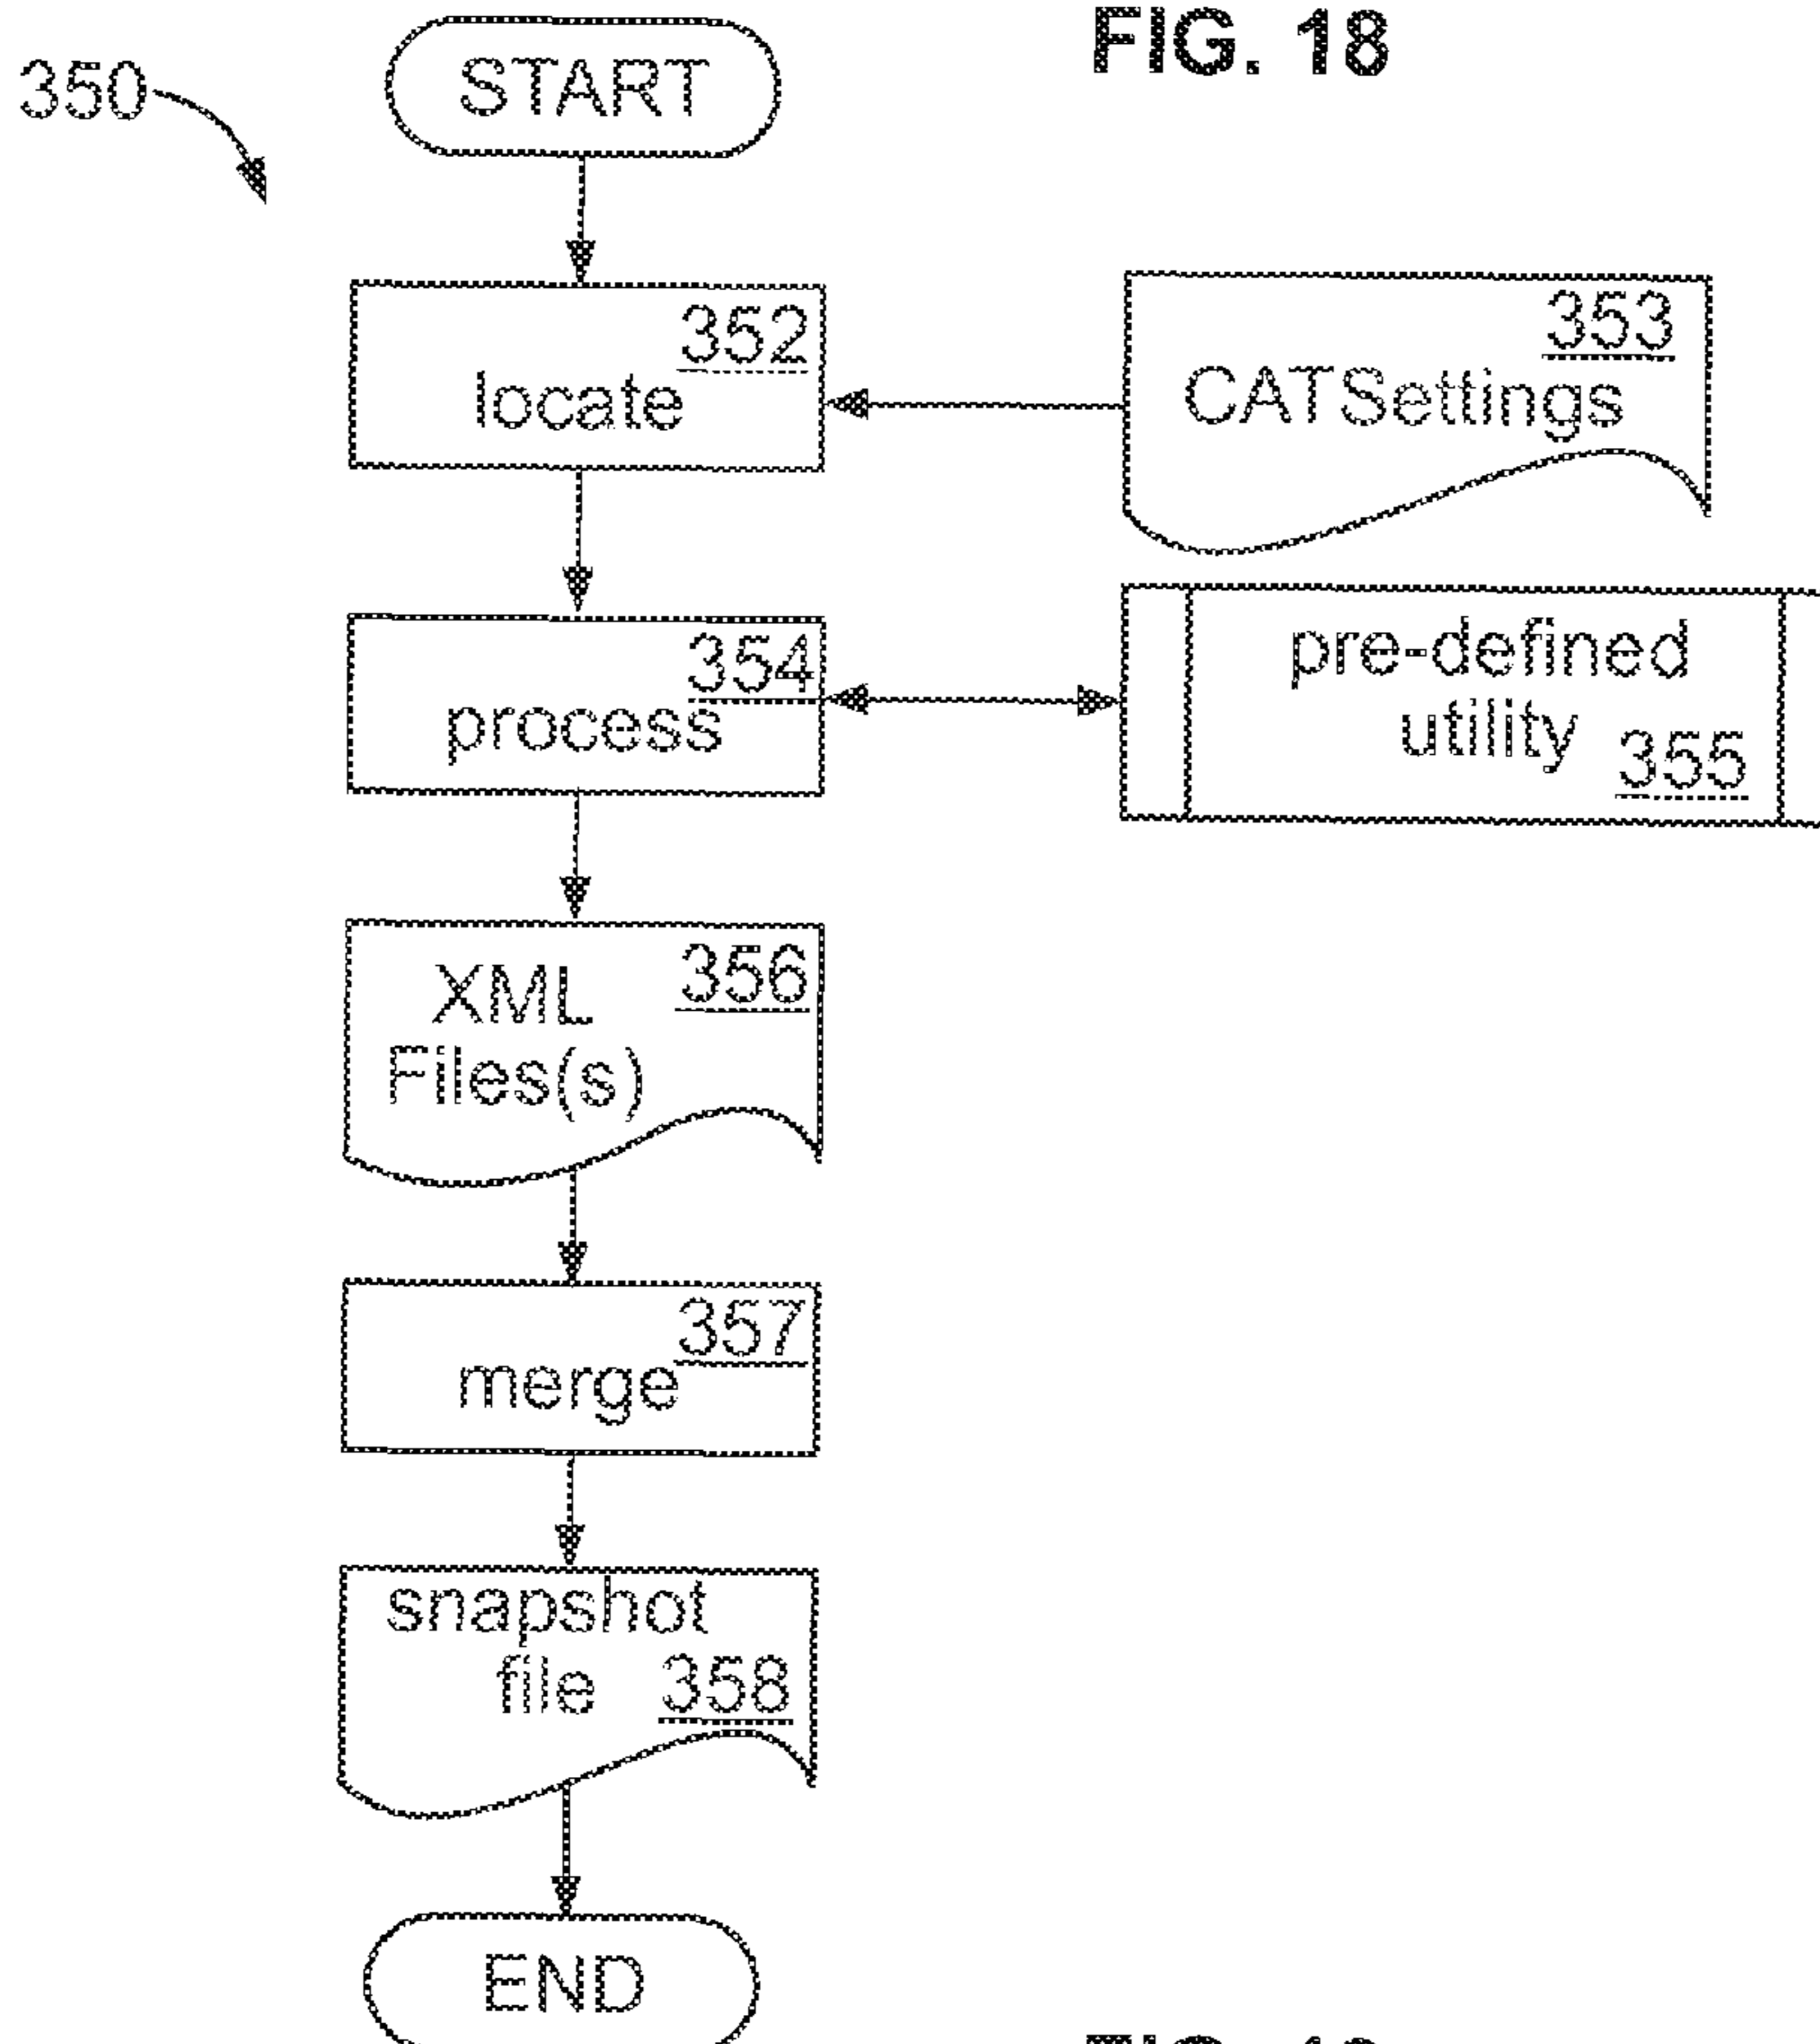 FIG. 18
350
START
352
locate
353
CATSettings
354
process
pre-defined
utility 355
356
XML
Files(s)
357
merge
snapshot
file 358
END